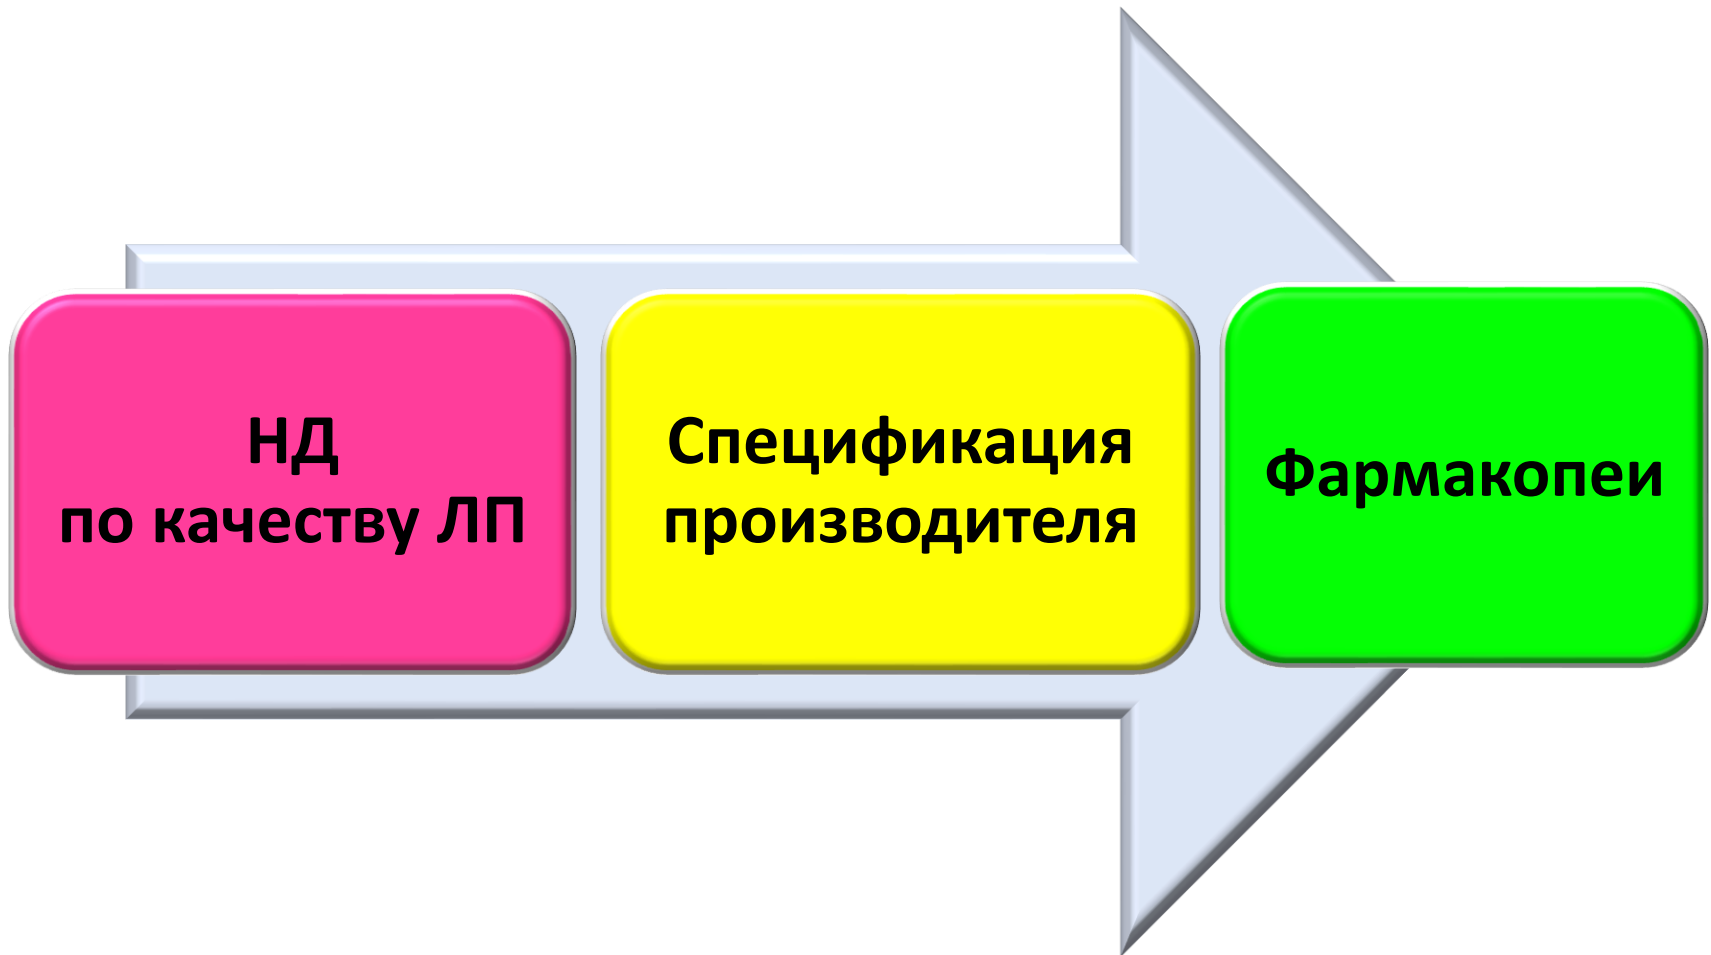 НД
по качеству ЛП
Спецификация
производителя
Фармакопеи